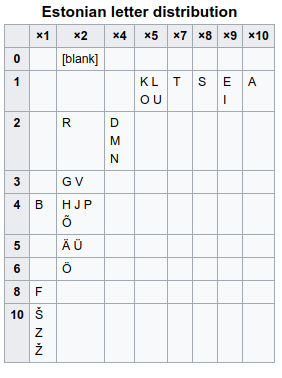 Estonian letter distribution
×1 ×2 ×4 ×5 ×7 ×8 ×9 ×10
0 [blank]
1 K L O U T S E I A
2 R D M N
3 G V
4 B H J P Õ
5 Ä Ü
6 Ö
8 F
10 Š Z Ž